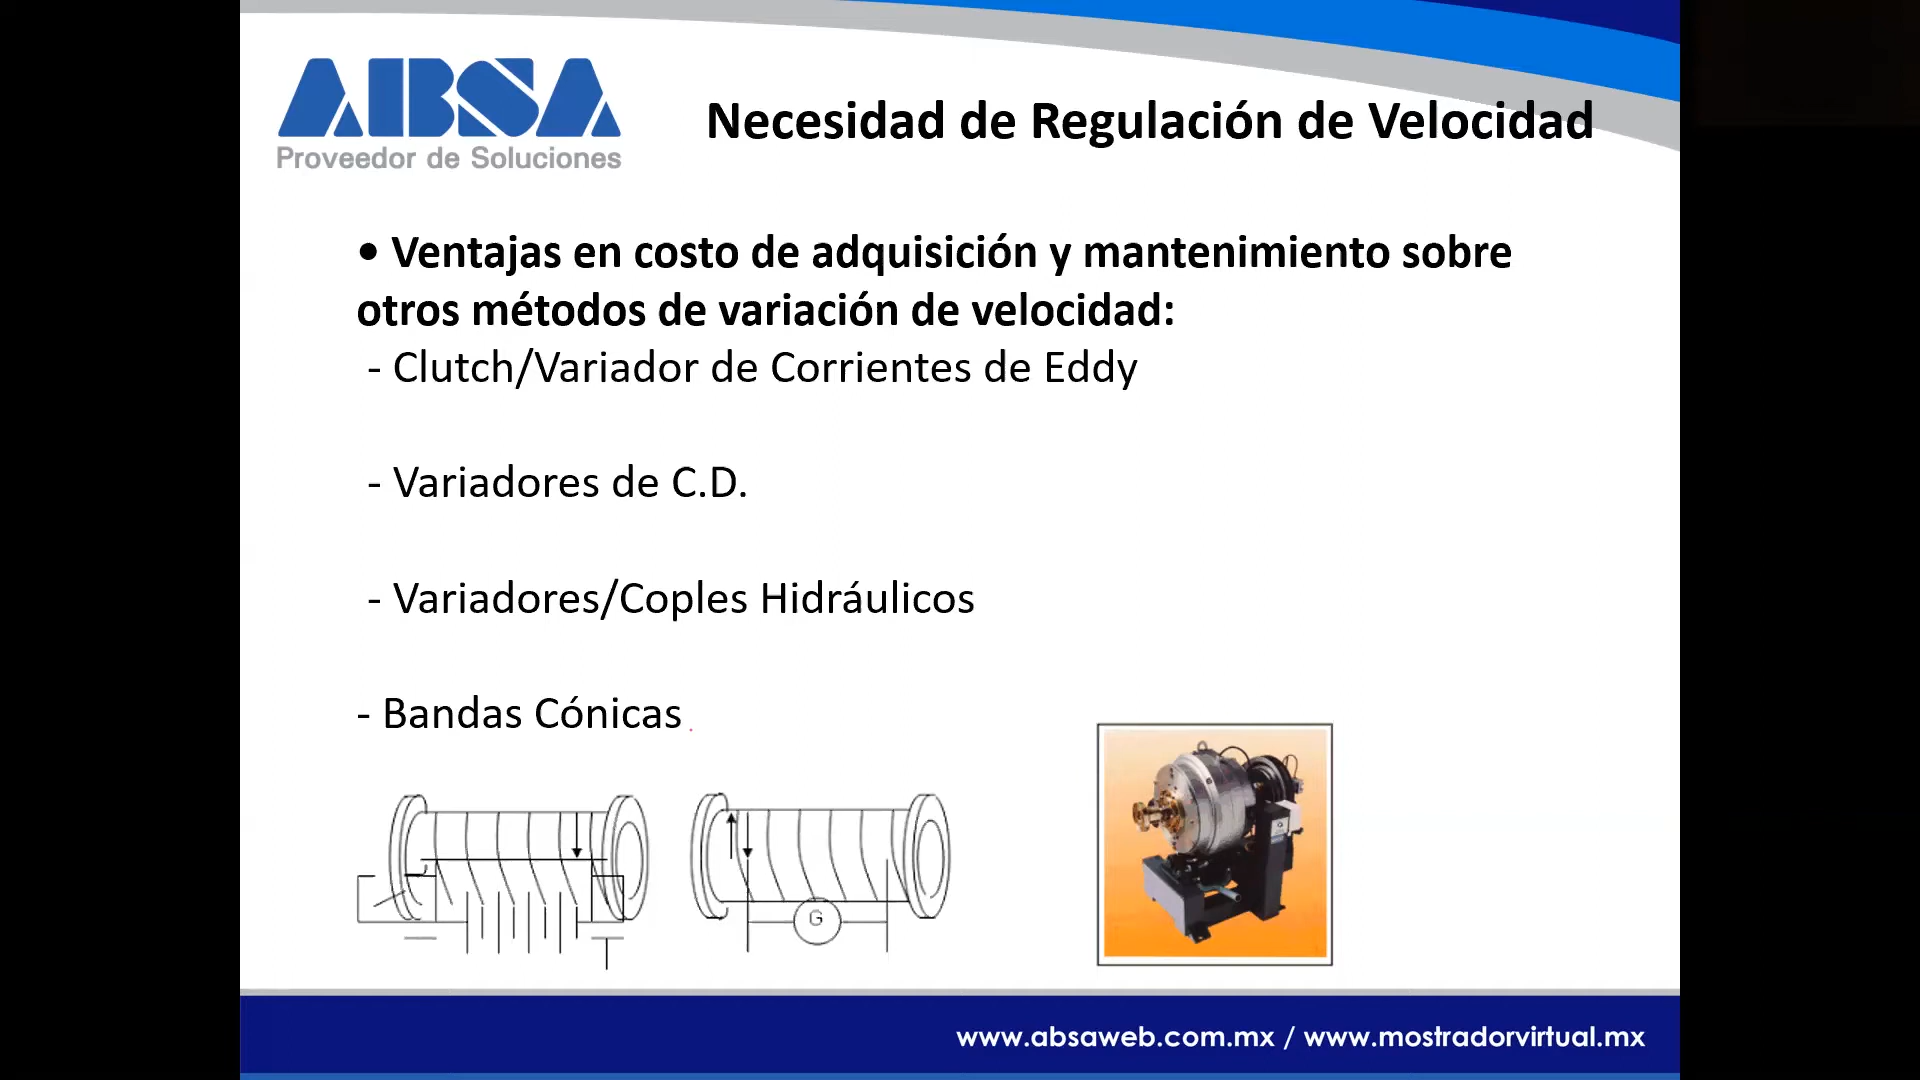 ABSA
Proveedor de Soluciones
Necesidad de Regulación de Velocidad
• Ventajas en costo de adquisición y mantenimiento sobre
otros métodos de variación de velocidad:
- Clutch/Variador de Corrientes de Eddy
- Variadores de C.D.
- Variadores/Coples Hidráulicos
- Bandas Cónicas
G
www.absaweb.com.mx / www.mostradorvirtual.mx